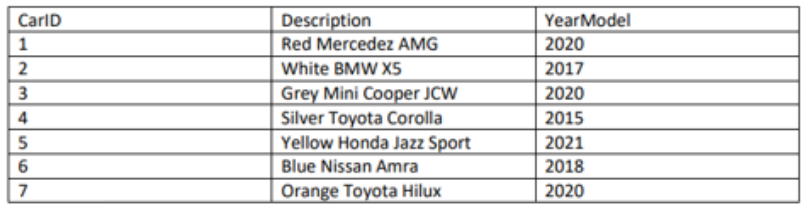 CarID Description YearModel
1 Red Mercedez AMG 2020
2 White BMW X5 2017
3 Grey Mini Cooper JCW 2020
4 Silver Toyota Corolla 2015
5 Yellow Honda Jazz Sport 2021
6 Blue Nissan Amra 2018
7 Orange Toyota Hilux 2020